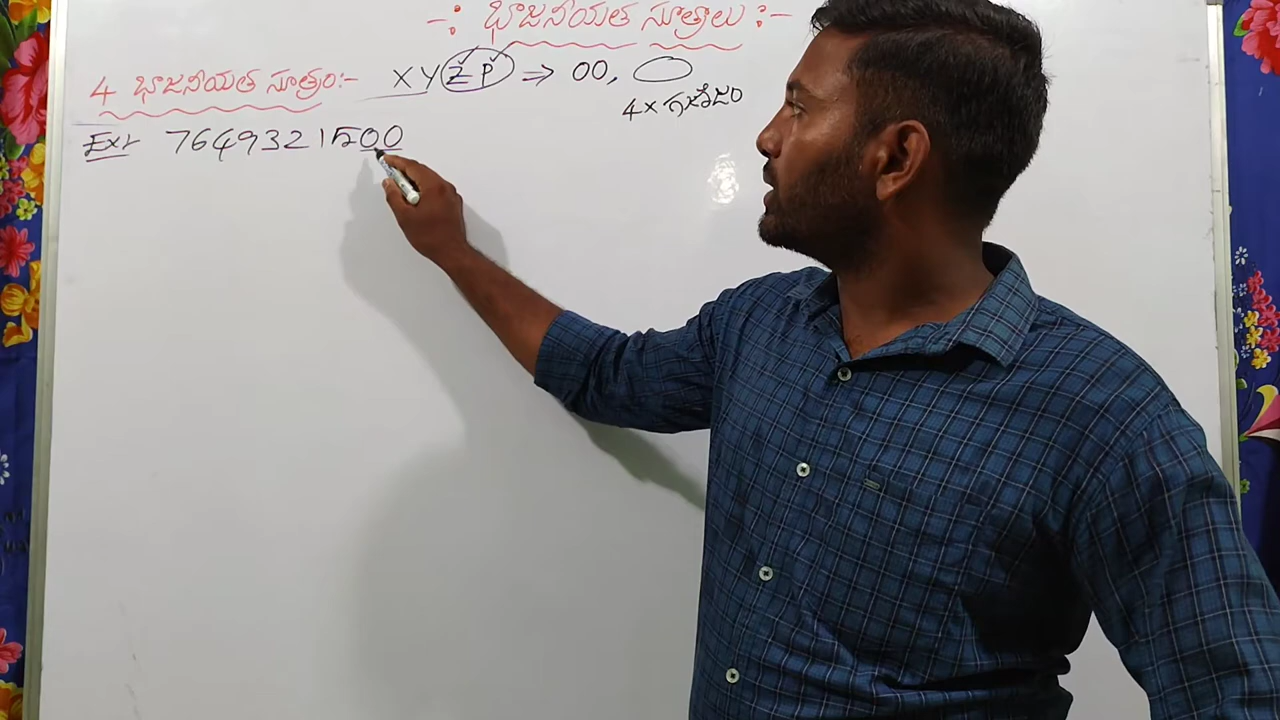 -: భాజనీయత సూత్రాలు :-
4 భాజనీయత సూత్రం:- X Y Z P ⇒ 00,
4 x గుణిజం
Ex:- 7649321500